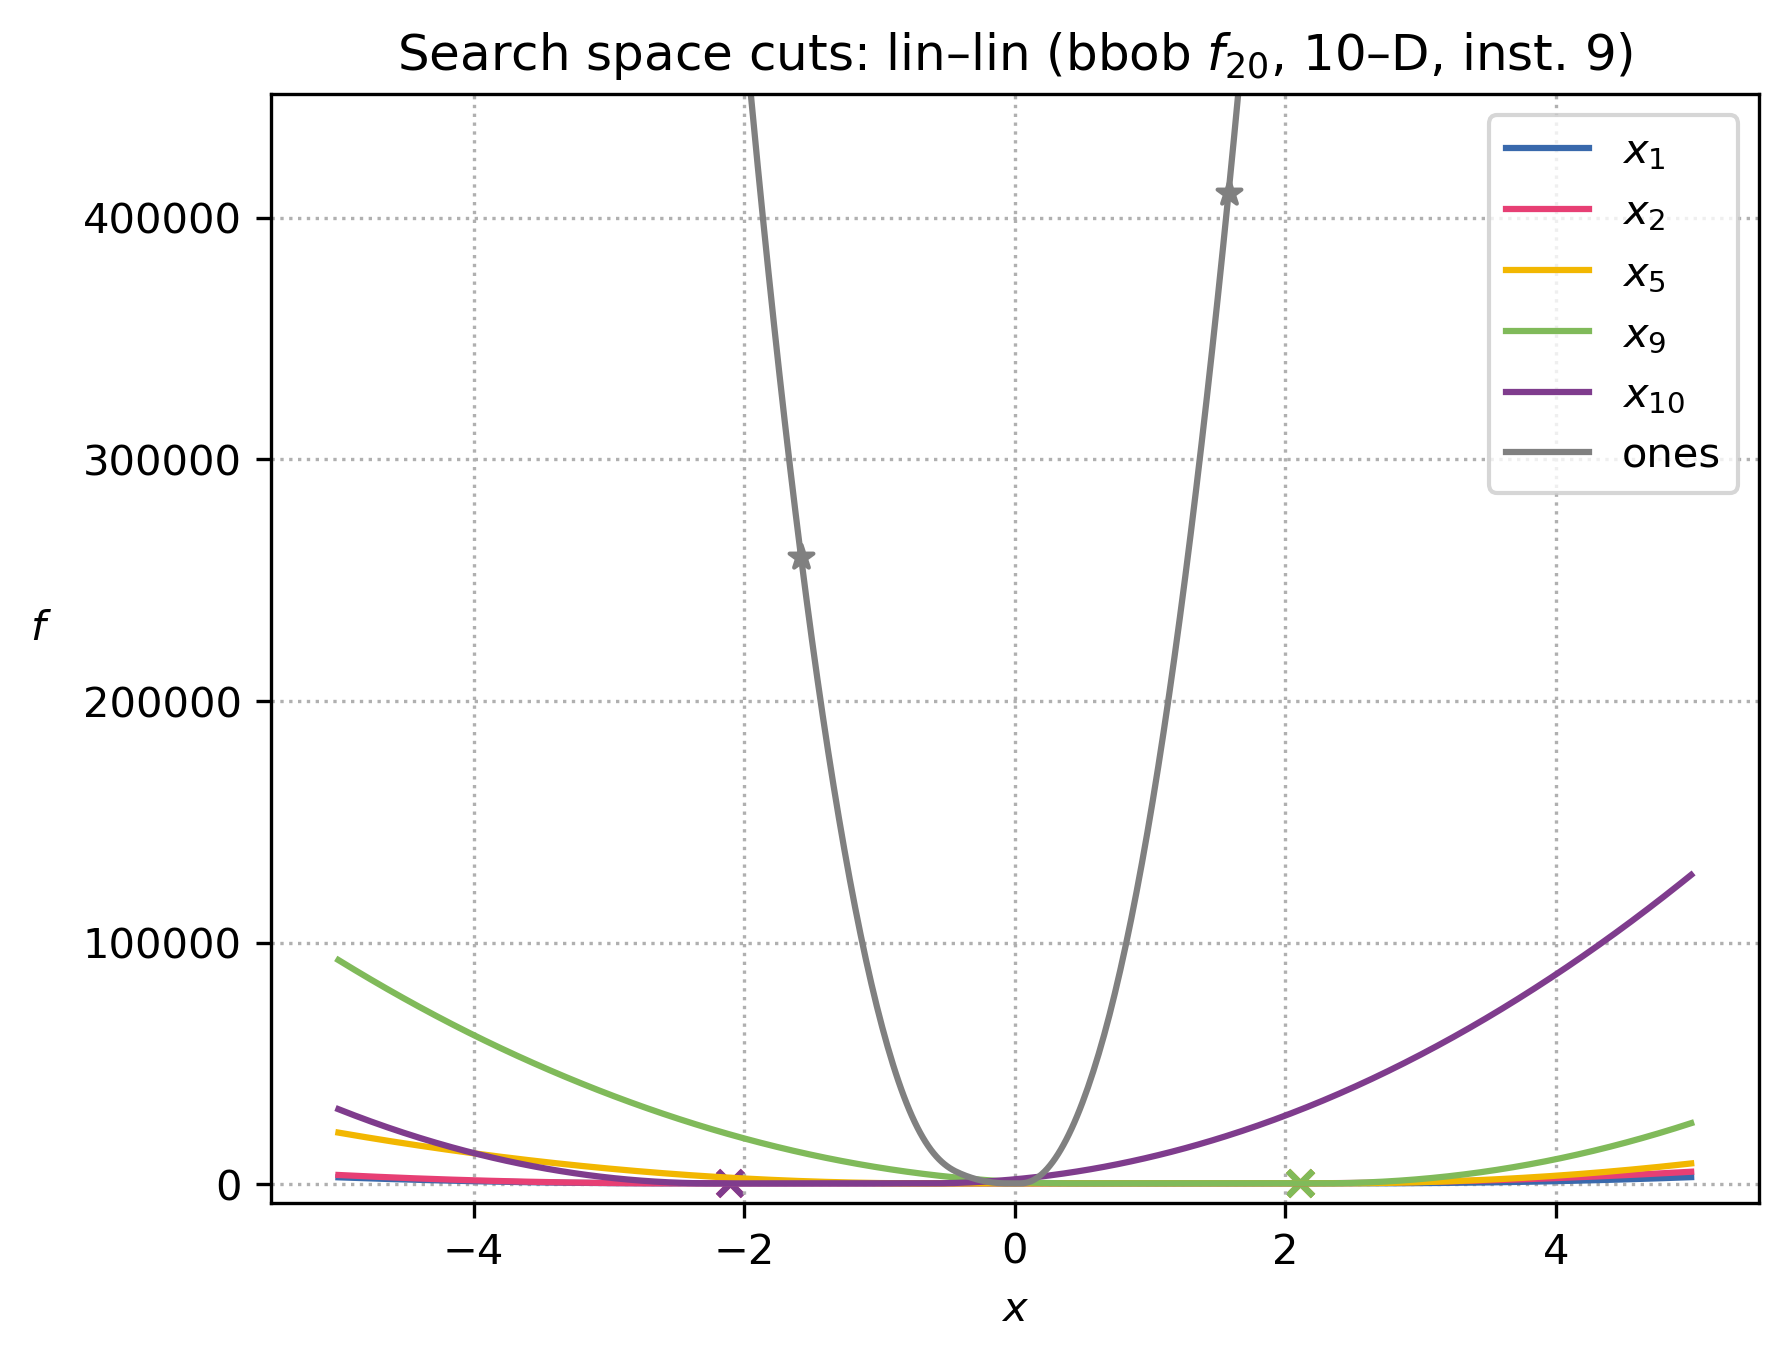 Search space cuts: lin–lin (bbob f₂₀, 10–D, inst. 9)
400000
300000
200000
100000
0
f
−4 −2 0 2 4
x
x₁
x₂
x₅
x₉
x₁₀
ones